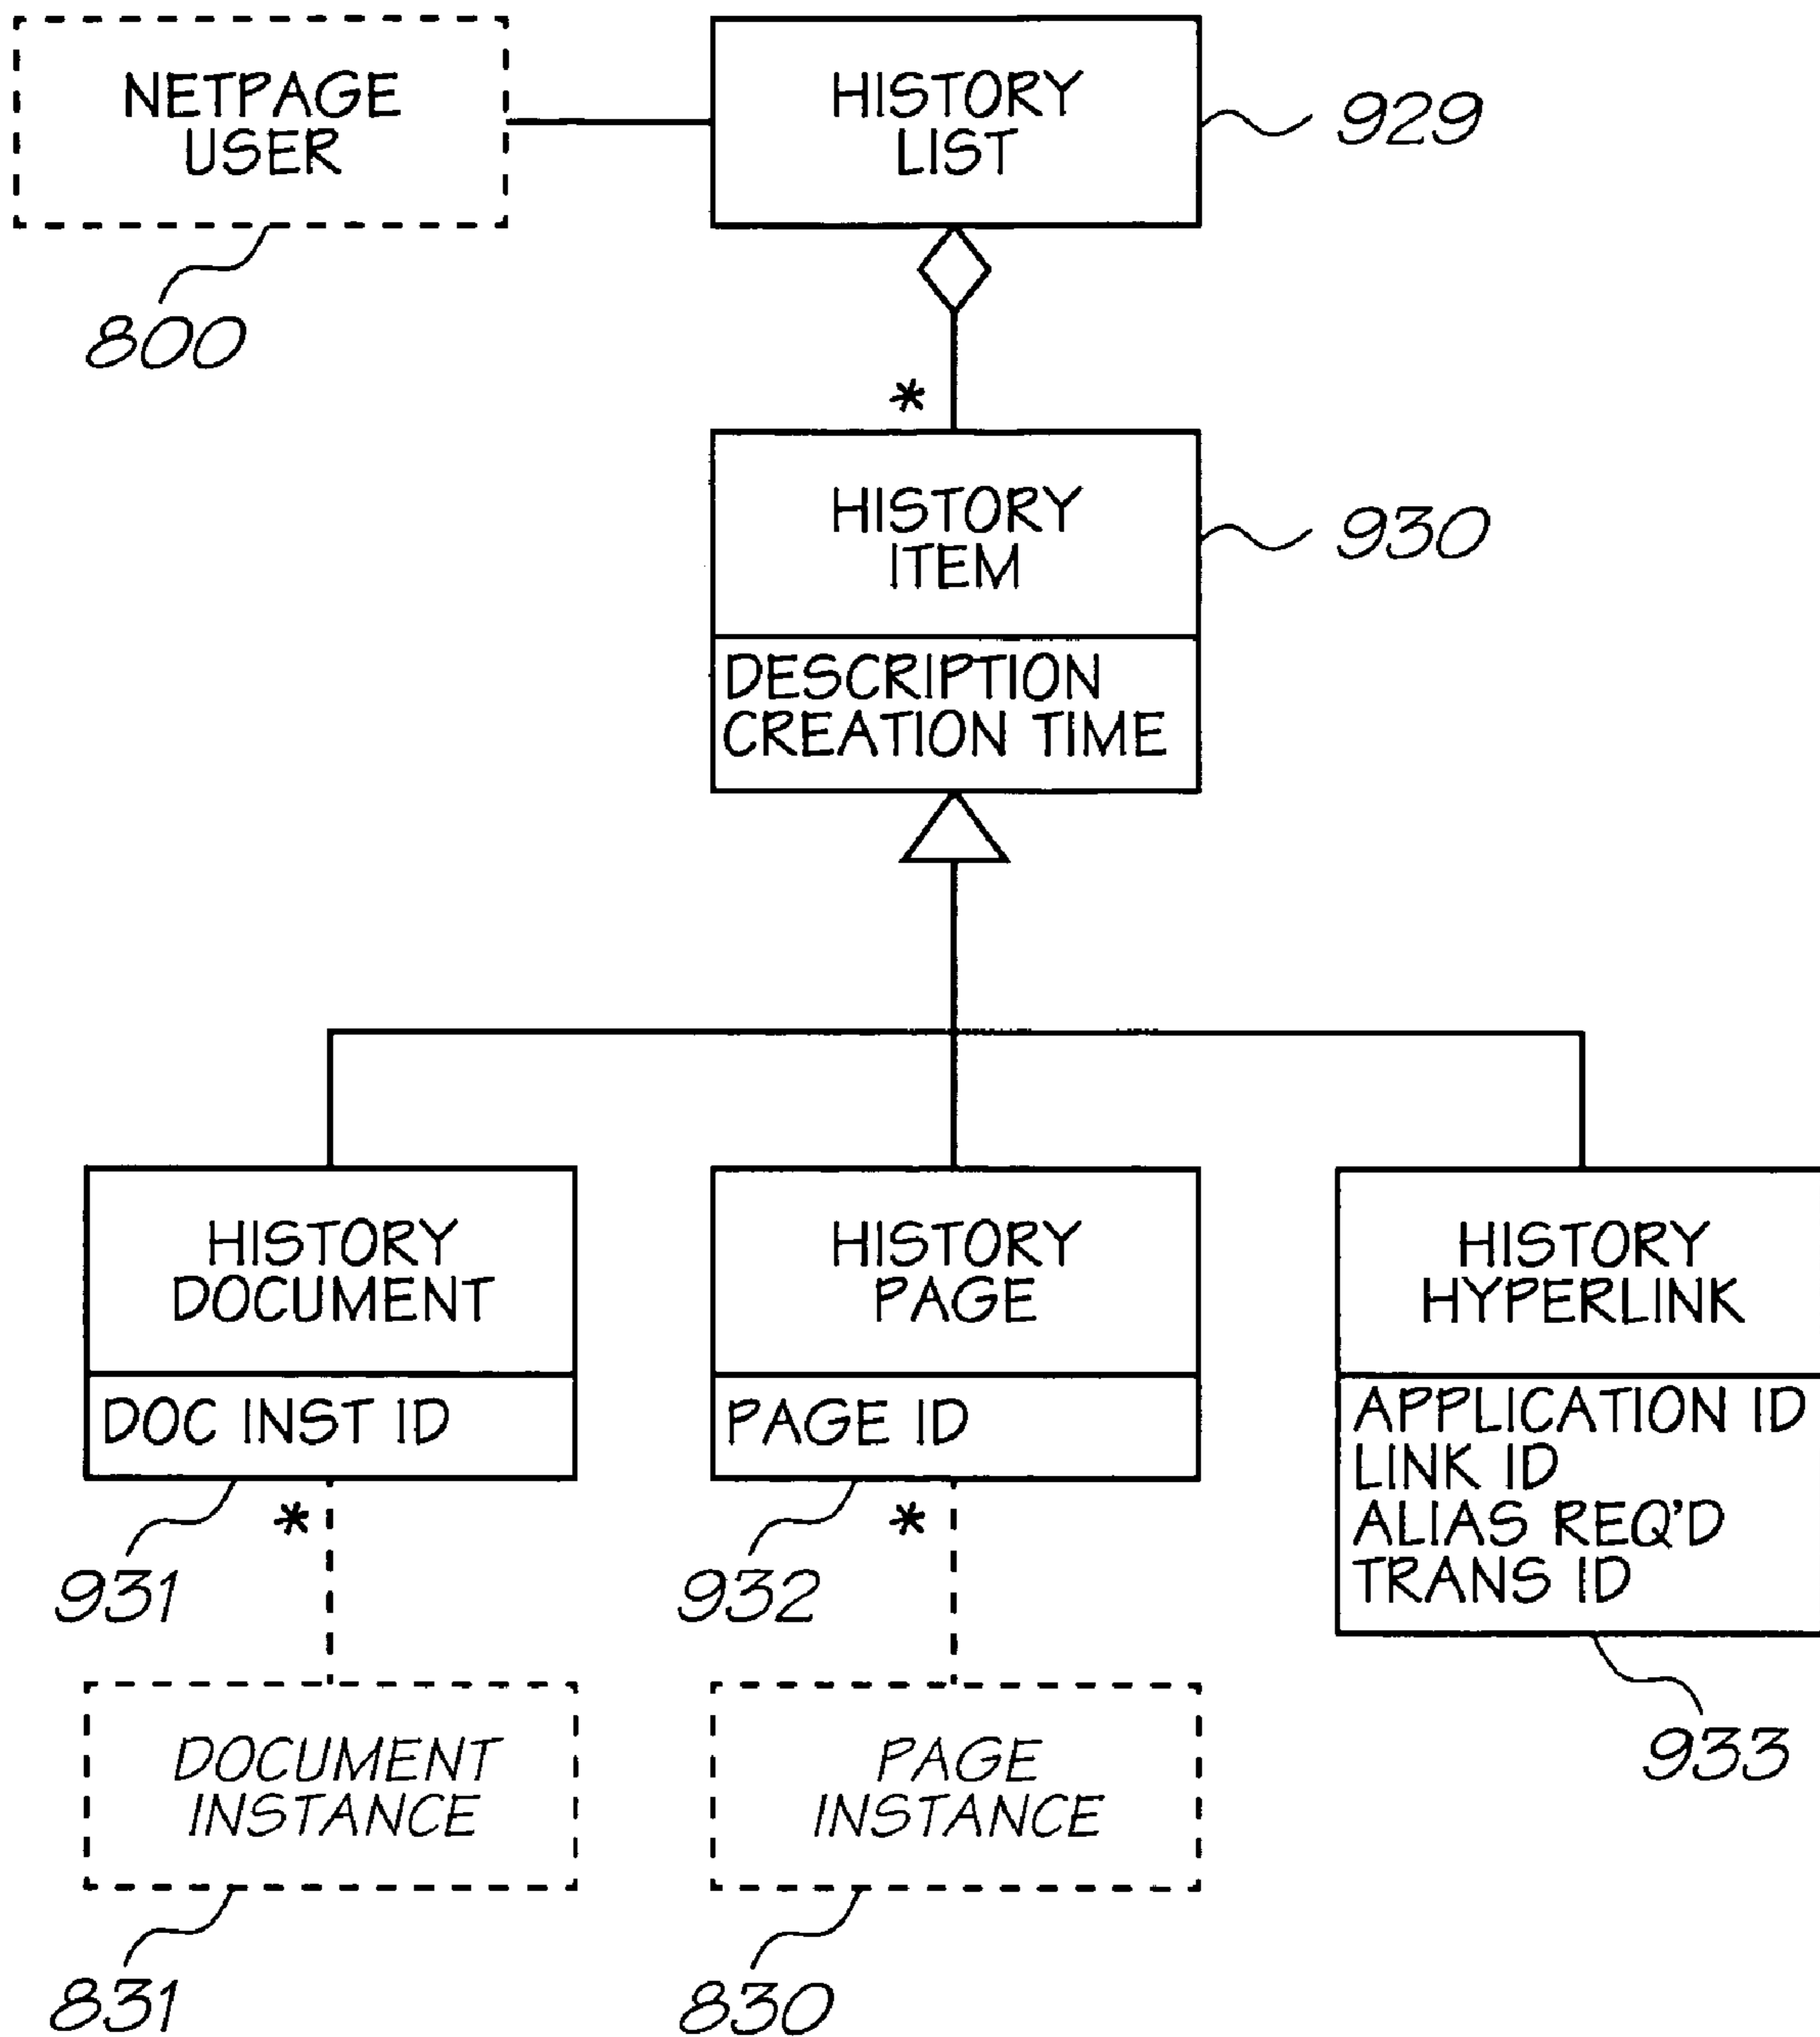 NETPAGE
USER
800
HISTORY
LIST
929
*
HISTORY
ITEM
930
DESCRIPTION
CREATION TIME
HISTORY
DOCUMENT
DOC INST ID
931
*
HISTORY
PAGE
PAGE ID
932
*
HISTORY
HYPERLINK
APPLICATION ID
LINK ID
ALIAS REQ'D
TRANS ID
933
DOCUMENT
INSTANCE
831
PAGE
INSTANCE
830